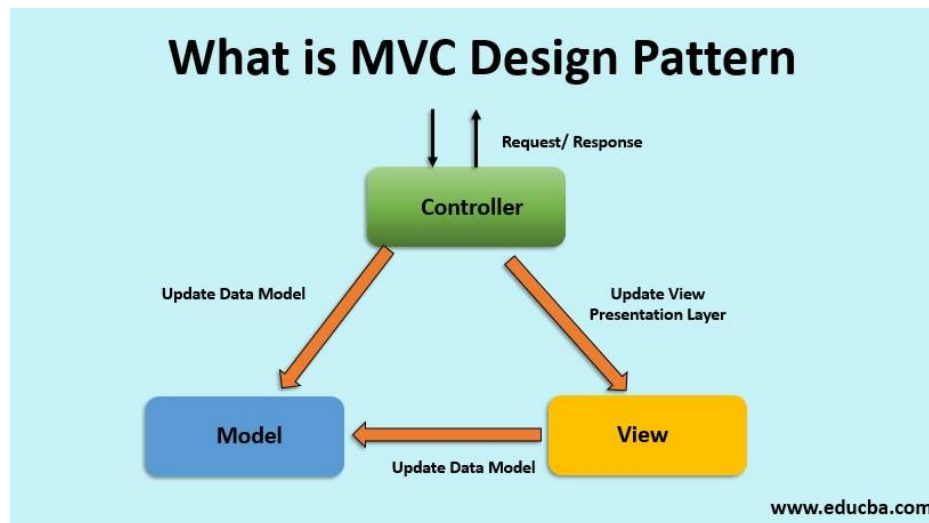 What is MVC Design Pattern
Request/ Response
Controller
Update Data Model
Update View
Presentation Layer
Model
View
Update Data Model
www.educba.com